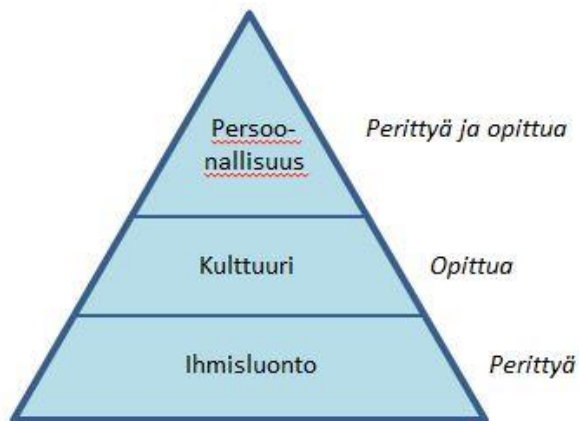 Persoo-
nallisuus
Perittyä ja opittua
Kulttuuri
Opittua
Ihmisluonto
Perittyä